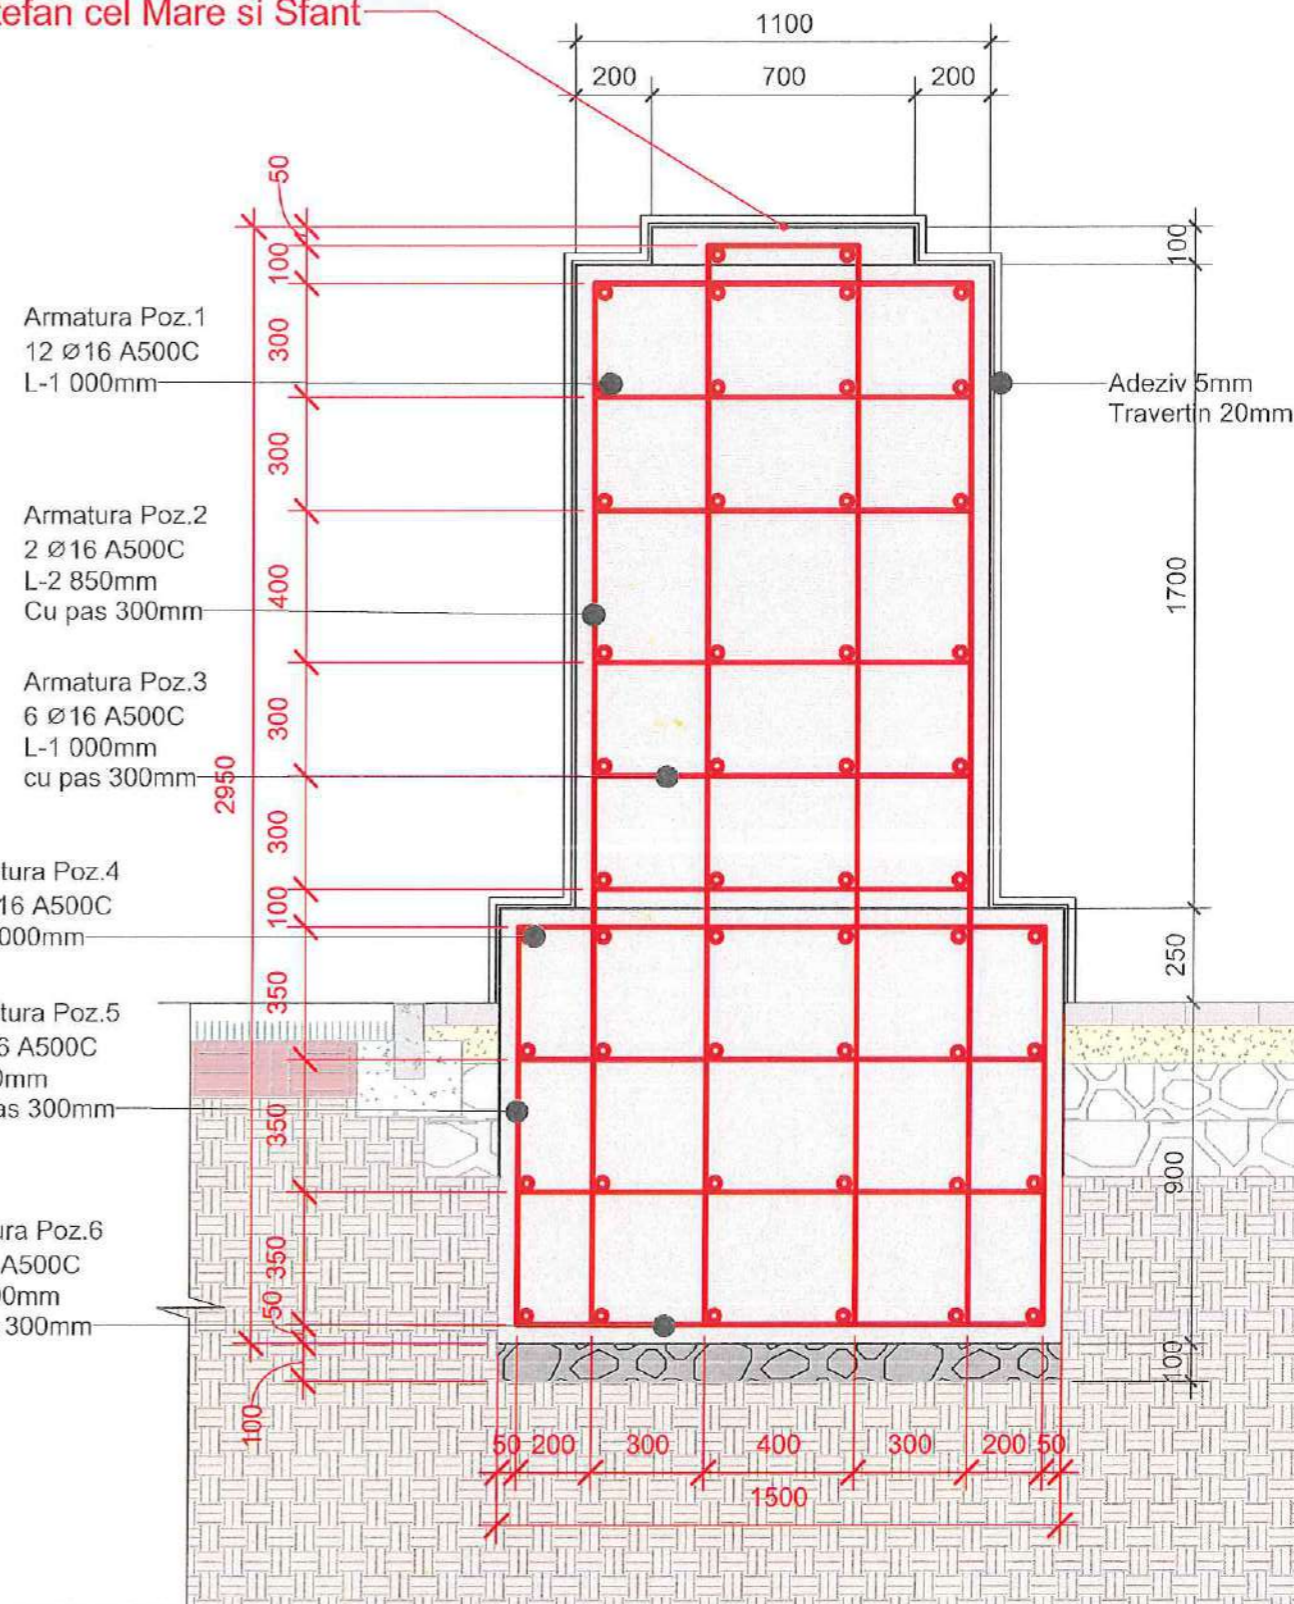 tefan cel Mare si Sfant
1100
200 700 200
50
100
300
300
400
300
300
100
350
350
350
50
100
2950
Armatura Poz.1
12 Ø16 A500C
L-1 000mm
Armatura Poz.2
2 Ø16 A500C
L-2 850mm
Cu pas 300mm
Armatura Poz.3
6 Ø16 A500C
L-1 000mm
cu pas 300mm
tura Poz.4
16 A500C
000mm
tura Poz.5
6 A500C
0mm
as 300mm
ura Poz.6
A500C
00mm
300mm
Adeziv 5mm
Travertin 20mm
100
1700
250
900
100
50 200 300 400 300 200 50
1500